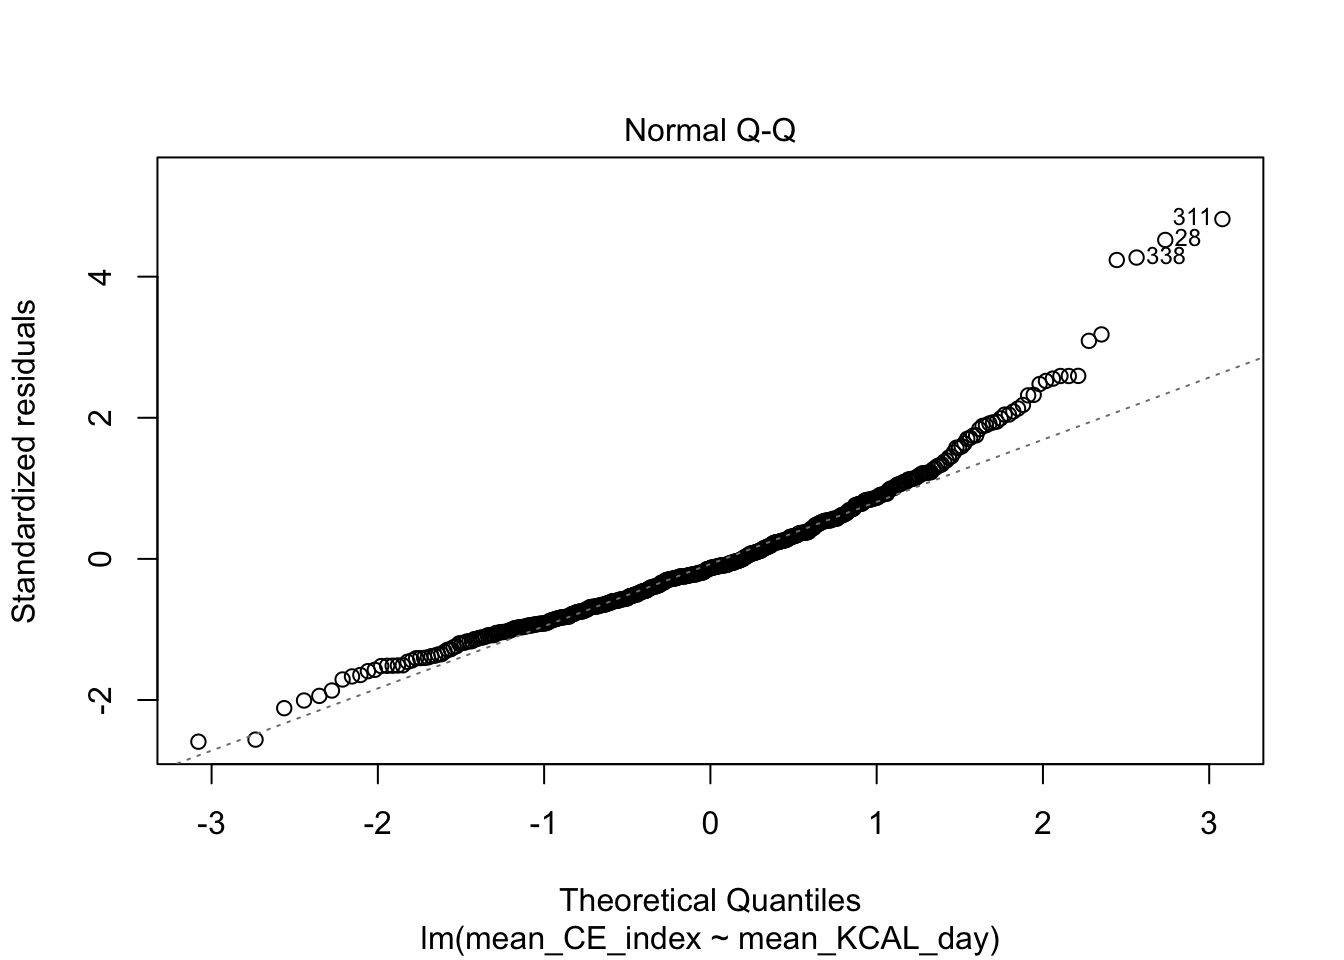 Normal Q-Q
311
28
338
Standardized residuals
4
2
0
-2
-3 -2 -1 0 1 2 3
Theoretical Quantiles
lm(mean_CE_index ~ mean_KCAL_day)